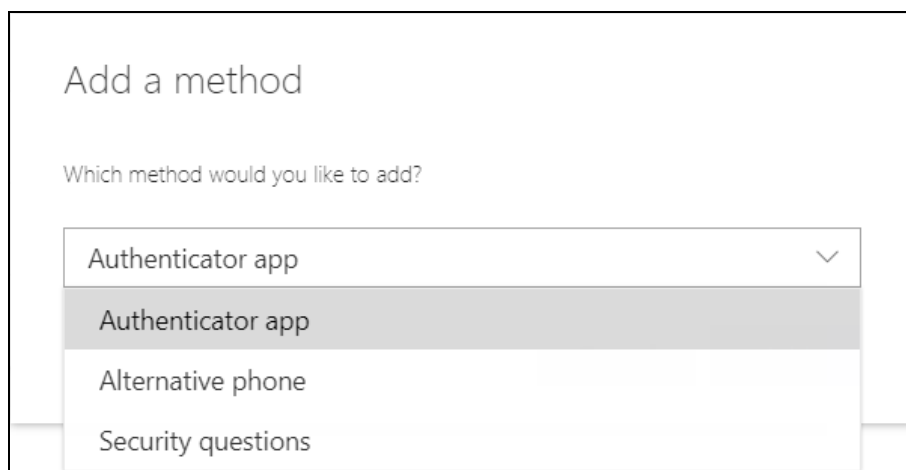 Add a method
Which method would you like to add?
Authenticator app
Authenticator app
Alternative phone
Security questions